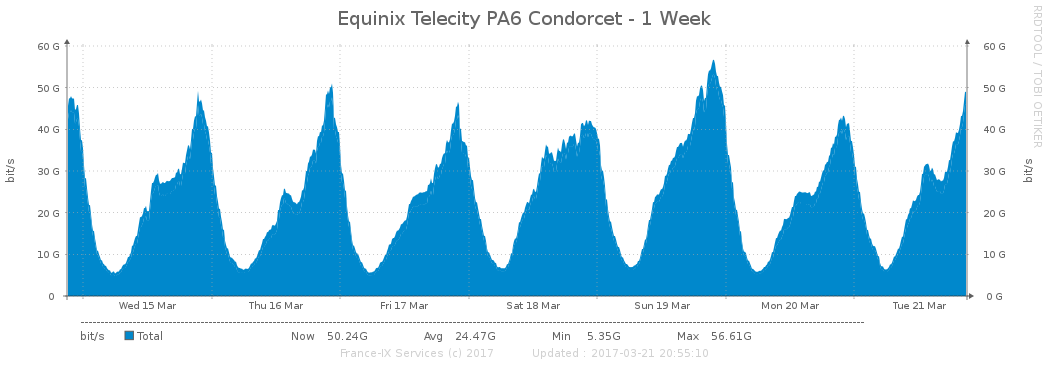 Equinix Telecity PA6 Condorcet - 1 Week
RRDTOOL / TOBI OETIKER
60 G 60 G
50 G 50 G
40 G 40 G
30 G 30 G
20 G 20 G
10 G 10 G
0 0 G
bit/s
bit/s
Wed 15 Mar Thu 16 Mar Fri 17 Mar Sat 18 Mar Sun 19 Mar Mon 20 Mar Tue 21 Mar
bit/s Total Now 50.24G Avg 24.47G Min 5.35G Max 56.61G
France-IX Services (c) 2017 Updated : 2017-03-21 20:55:10